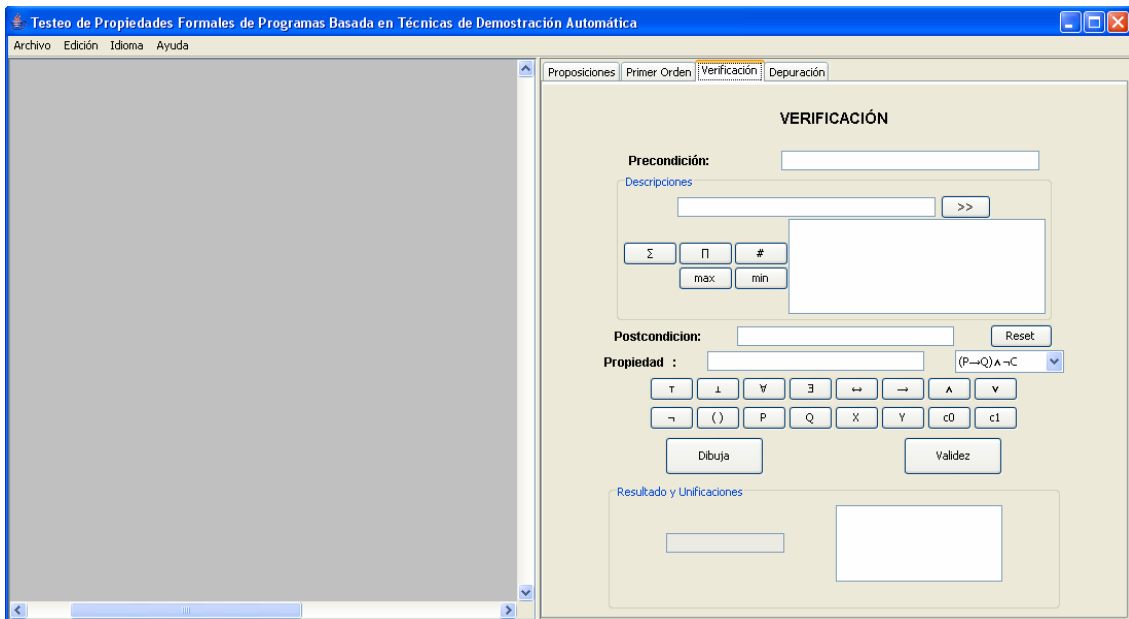 Testeo de Propiedades Formales de Programas Basada en Técnicas de Demostración Automática
Archivo Edición Idioma Ayuda
Proposiciones Primer Orden Verificación Depuración
VERIFICACIÓN
Precondición:
Descripciones
>>
Σ Π #
max min
Postcondicion: Reset
Propiedad : (P→Q)∧¬C
⊤ ⊥ ∀ ∃ ↔ → ∧ ∨
¬ () P Q X Y c0 c1
Dibuja Validez
Resultado y Unificaciones